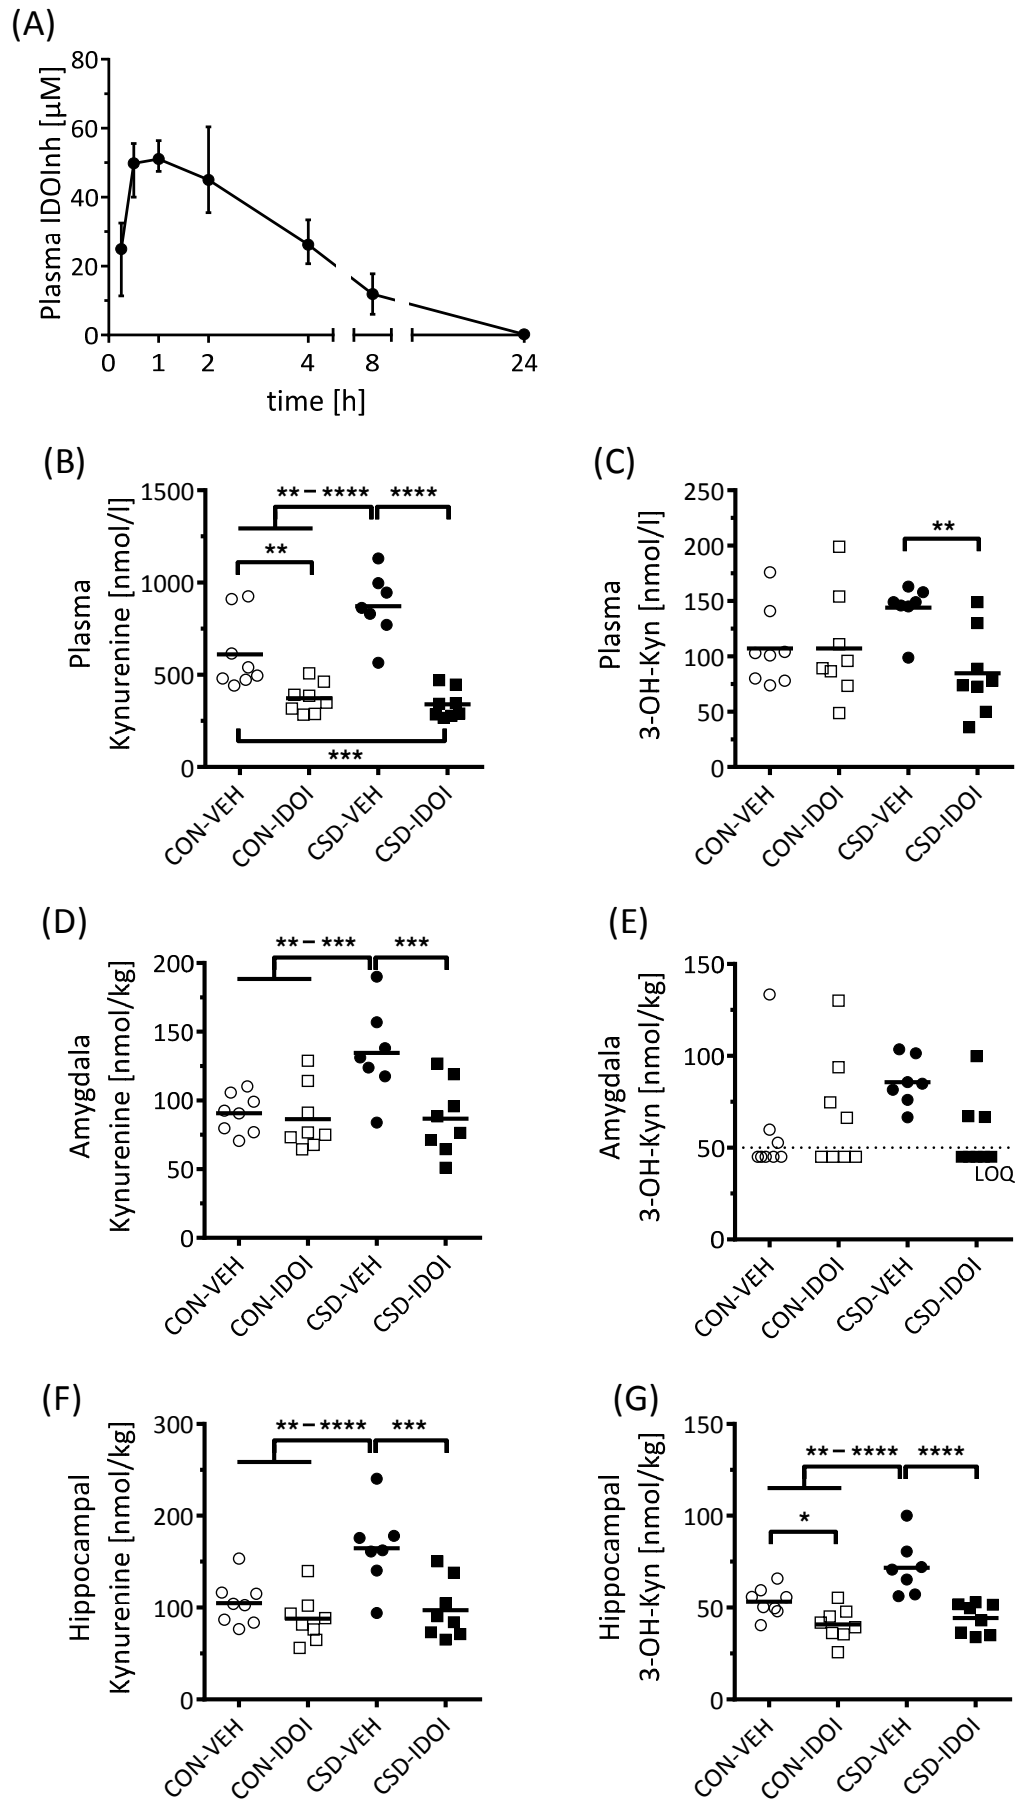 (A)
Plasma IDOInh [µM]
80
60
40
20
0
0 1 2 4 8 24
time [h]
(B)
Plasma
Kynurenine [nmol/l]
1500
1000
500
0
** – **** ****
**
***
CON-VEH
CON-IDOI
CSD-VEH
CSD-IDOI
(C)
Plasma
3-OH-Kyn [nmol/l]
250
200
150
100
50
0
**
CON-VEH
CON-IDOI
CSD-VEH
CSD-IDOI
(D)
Amygdala
Kynurenine [nmol/kg]
200
150
100
50
0
** – *** ***
CON-VEH
CON-IDOI
CSD-VEH
CSD-IDOI
(E)
Amygdala
3-OH-Kyn [nmol/kg]
150
100
50
0
LOQ
CON-VEH
CON-IDOI
CSD-VEH
CSD-IDOI
(F)
Hippocampal
Kynurenine [nmol/kg]
300
200
100
0
** – **** ***
CON-VEH
CON-IDOI
CSD-VEH
CSD-IDOI
(G)
Hippocampal
3-OH-Kyn [nmol/kg]
150
100
50
0
** – **** ****
*
CON-VEH
CON-IDOI
CSD-VEH
CSD-IDOI